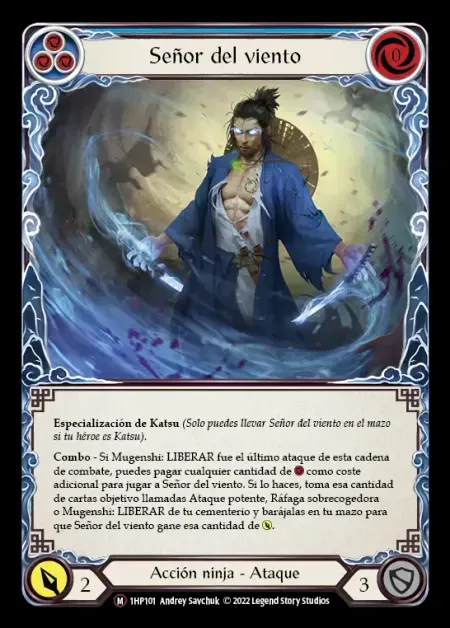 Señor del viento
0
Especialización de Katsu (Solo puedes llevar Señor del viento en el mazo
si tu héroe es Katsu).
Combo - Si Mugenshi: LIBERAR fue el último ataque de esta cadena
de combate, puedes pagar cualquier cantidad de como coste
adicional para jugar a Señor del viento. Si lo haces, toma esa cantidad
de cartas objetivo llamadas Ataque potente, Ráfaga sobrecogedora
o Mugenshi: LIBERAR de tu cementerio y barájalas en tu mazo para
que Señor del viento gane esa cantidad de .
2
Acción ninja - Ataque
3
M 1HP101 Andrey Savchuk © 2022 Legend Story Studios